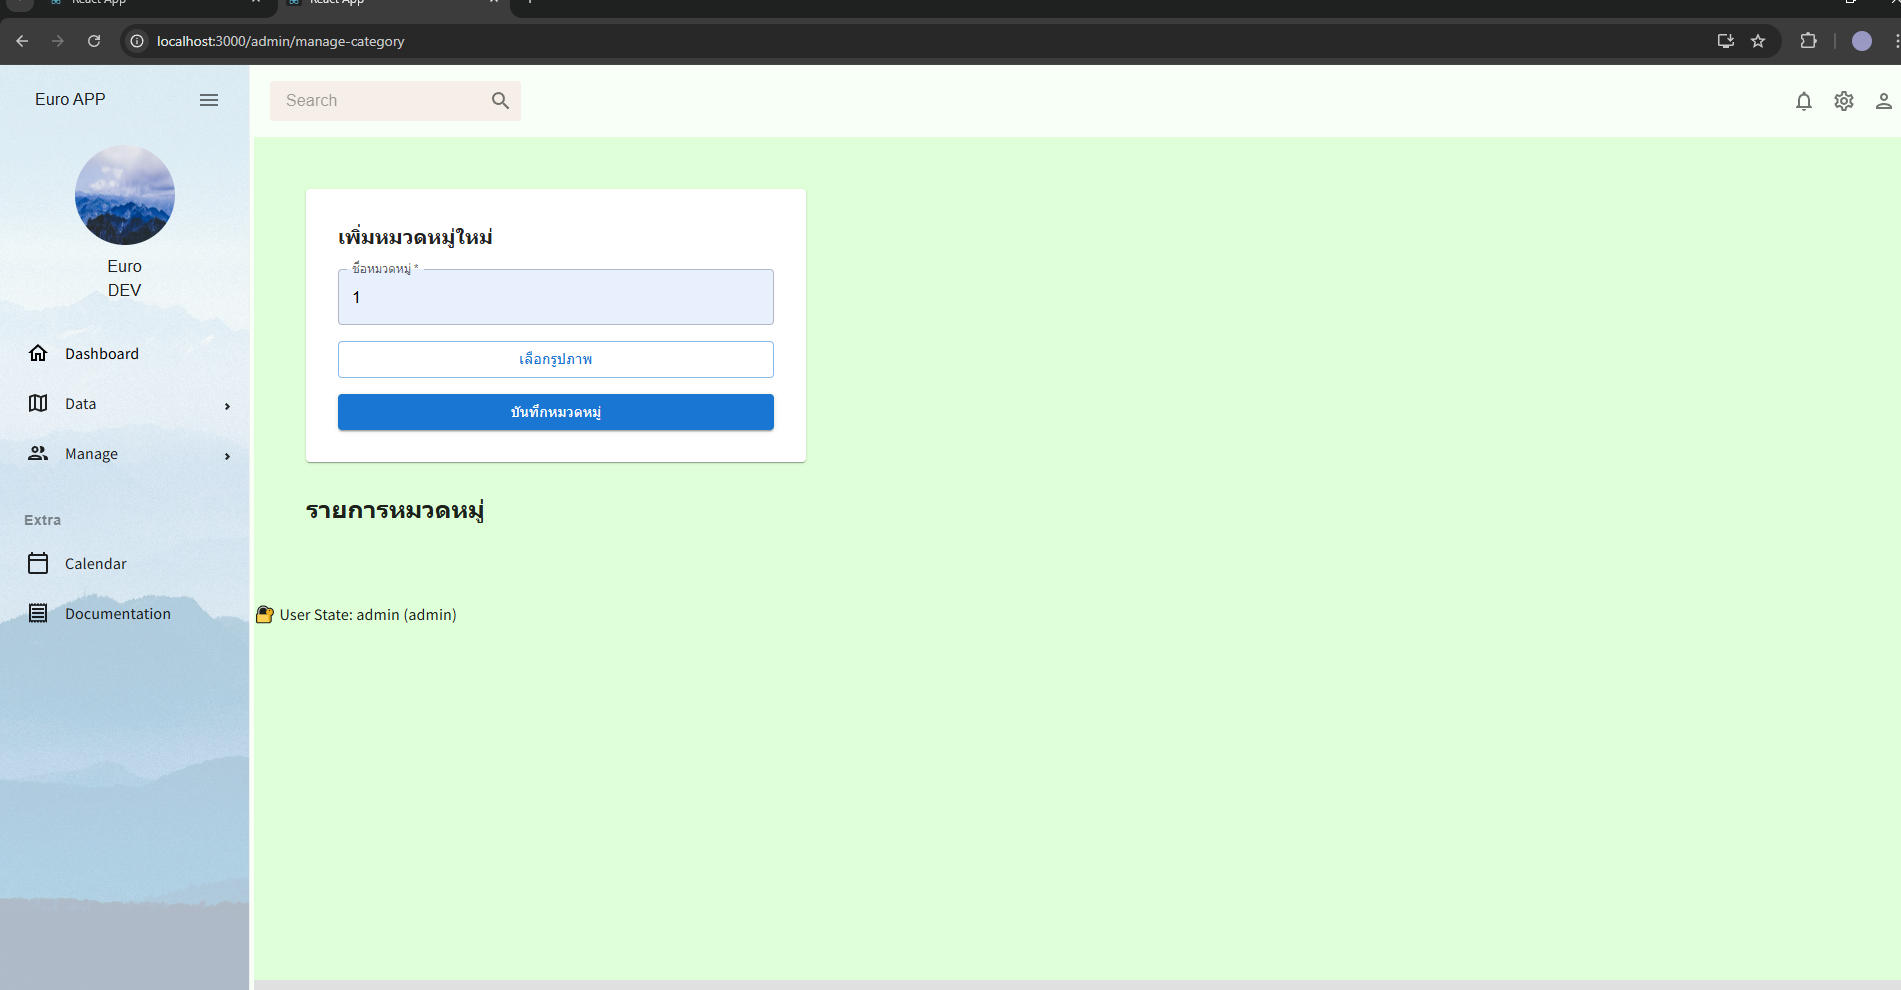 React App
React App
localhost:3000/admin/manage-category
Euro APP
Search
Euro
DEV
Dashboard
Data
Manage
Extra
Calendar
Documentation
เพิ่มหมวดหมู่ใหม่
ชื่อหมวดหมู่ *
1
เลือกรูปภาพ
บันทึกหมวดหมู่
รายการหมวดหมู่
🔐 User State: admin (admin)